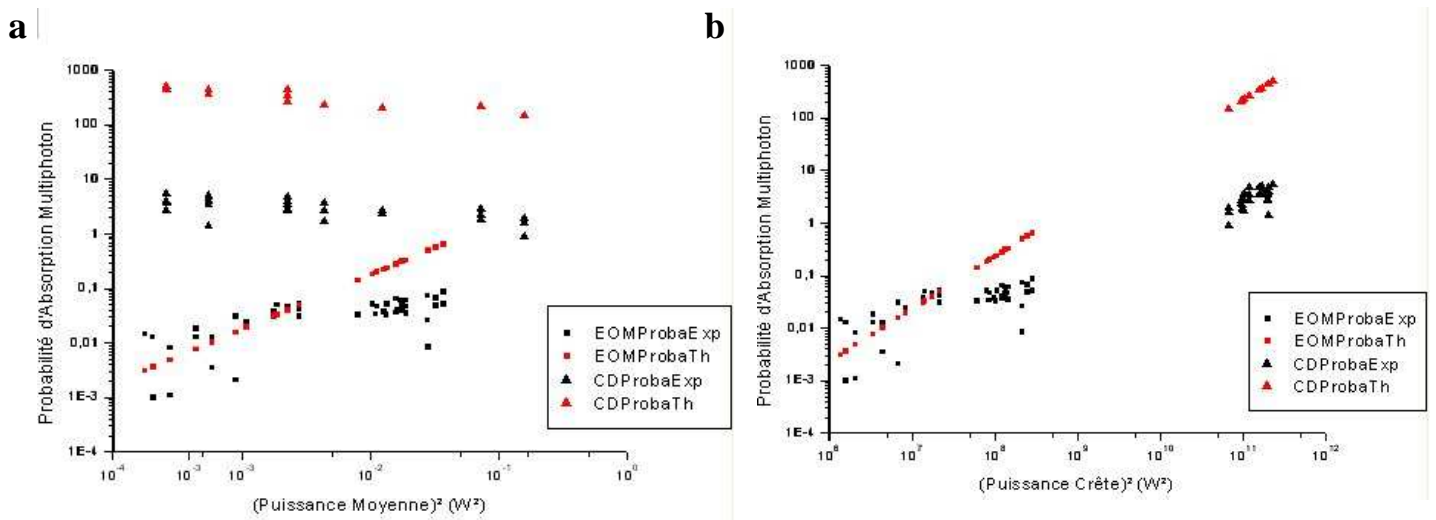 a
1000
100
10
1
0,1
0,01
1E-3
1E-4
Probabilité d'Absorption Multiphoton
10⁻⁴
10⁻³
10⁻³
10⁻²
10⁻¹
10⁰
(Puissance Moyenne)² (W²)
EOMProbaExp
EOMProbaTh
CDProbaExp
CDProbaTh
b
1000
100
10
1
0,1
0,01
1E-3
1E-4
Probabilité d'Absorption Multiphoton
10⁶
10⁷
10⁸
10⁹
10¹⁰
10¹¹
10¹²
(Puissance Crête)² (W²)
EOMProbaExp
EOMProbaTh
CDProbaExp
CDProbaTh